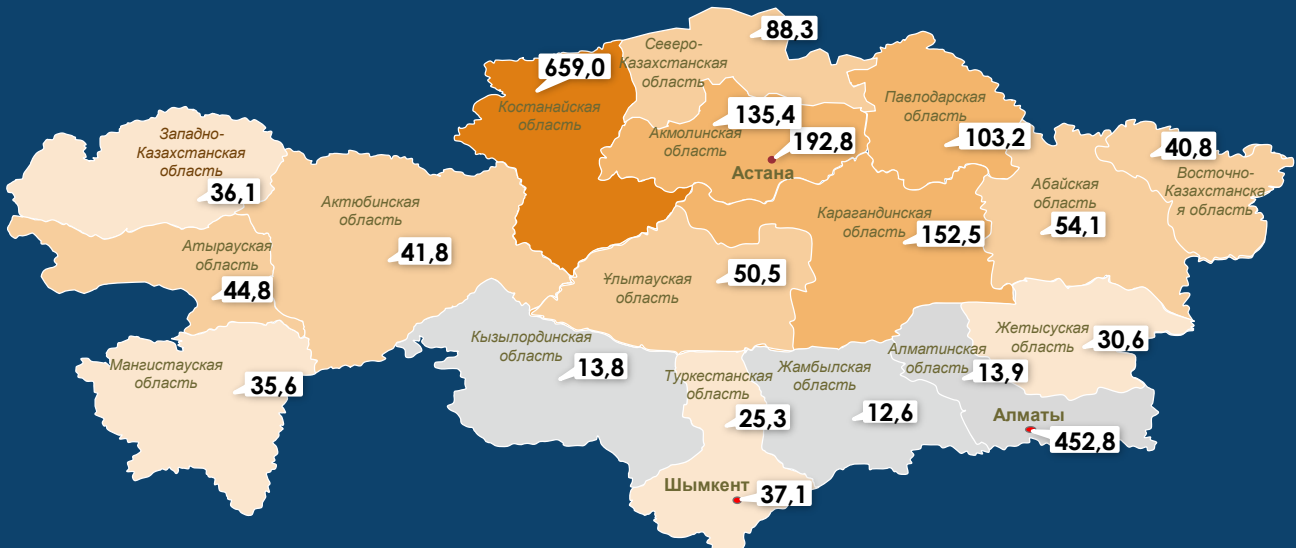 88,3
Северо-
Казахстанская
область
659,0
Костанайская
область
Павлодарская
область
103,2
135,4
Акмолинская
область
192,8
Астана
Западно-
Казахстанская
область
36,1
40,8
Восточно-
Казахстанска
я область
Абайская
область
54,1
Актюбинская
область
41,8
Карагандинская
область
152,5
Атырауская
область
44,8
Ұлытауская
область
50,5
Жетысуская
область
30,6
Кызылординская
область
13,8
Алматинская
область
13,9
Мангистауская
область
35,6
Туркестанская
область
25,3
Жамбылская
область
12,6
Алматы
452,8
Шымкент
37,1